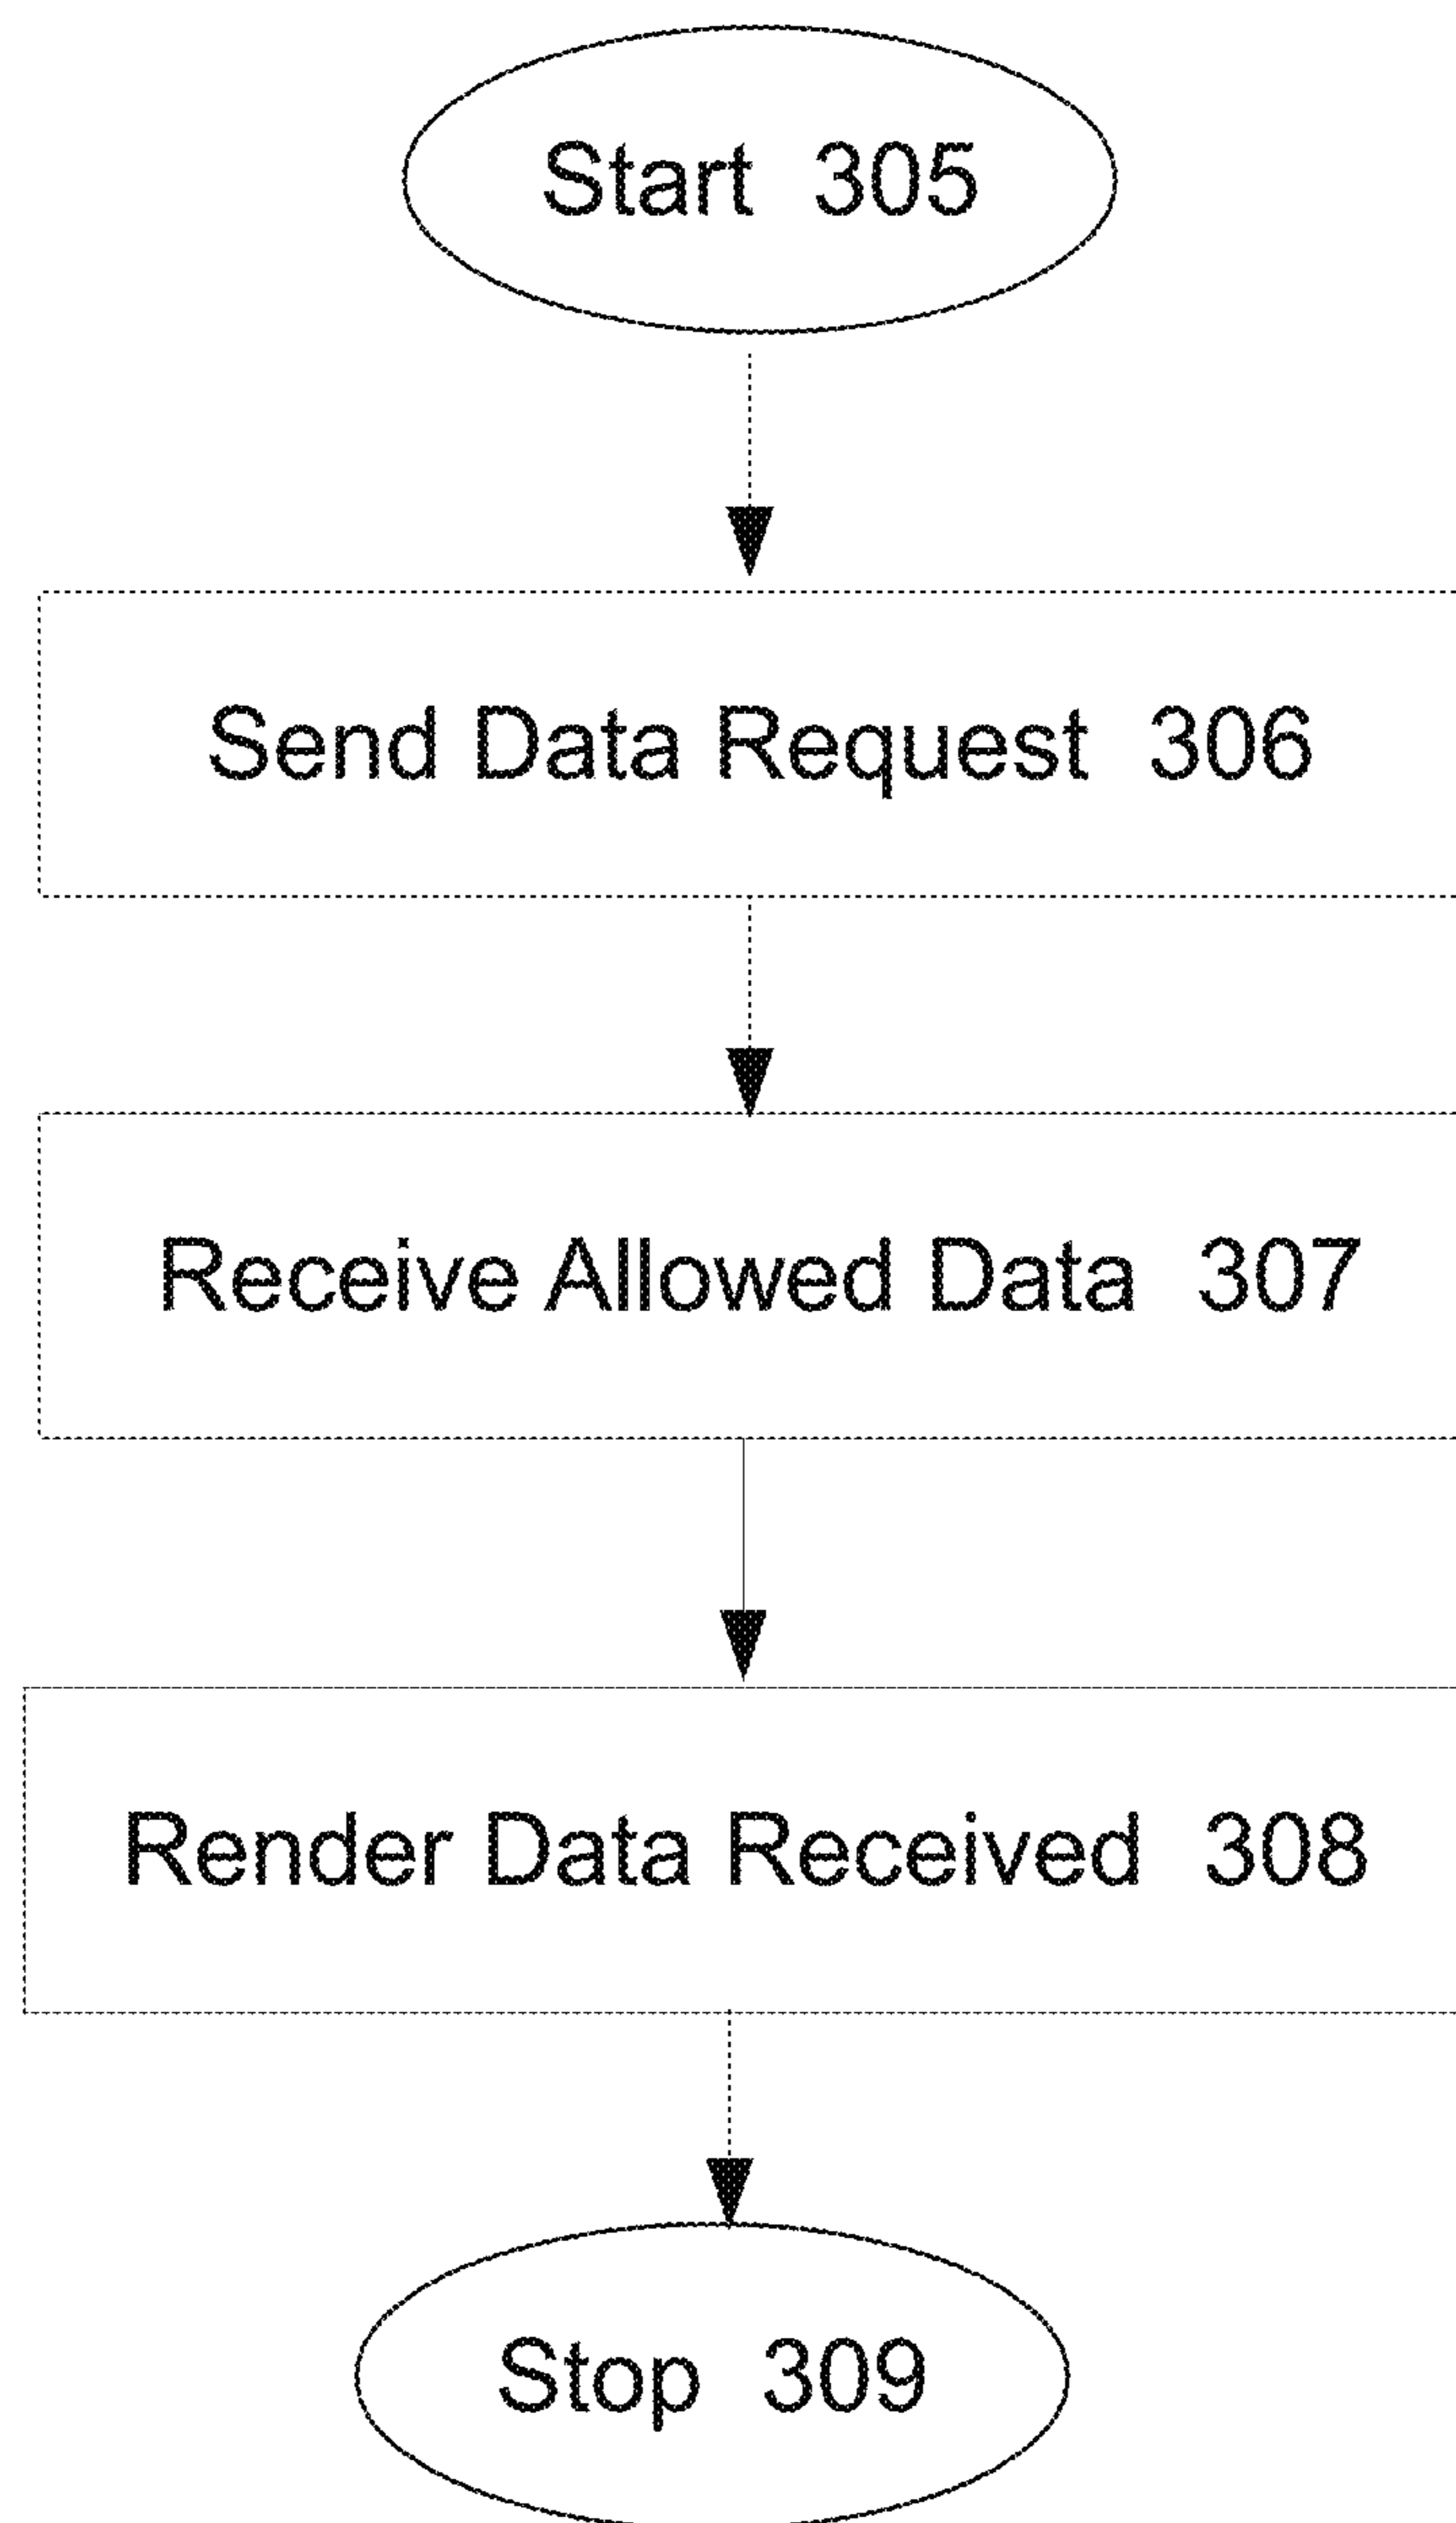 Start 305
Send Data Request 306
Receive Allowed Data 307
Render Data Received 308
Stop 309